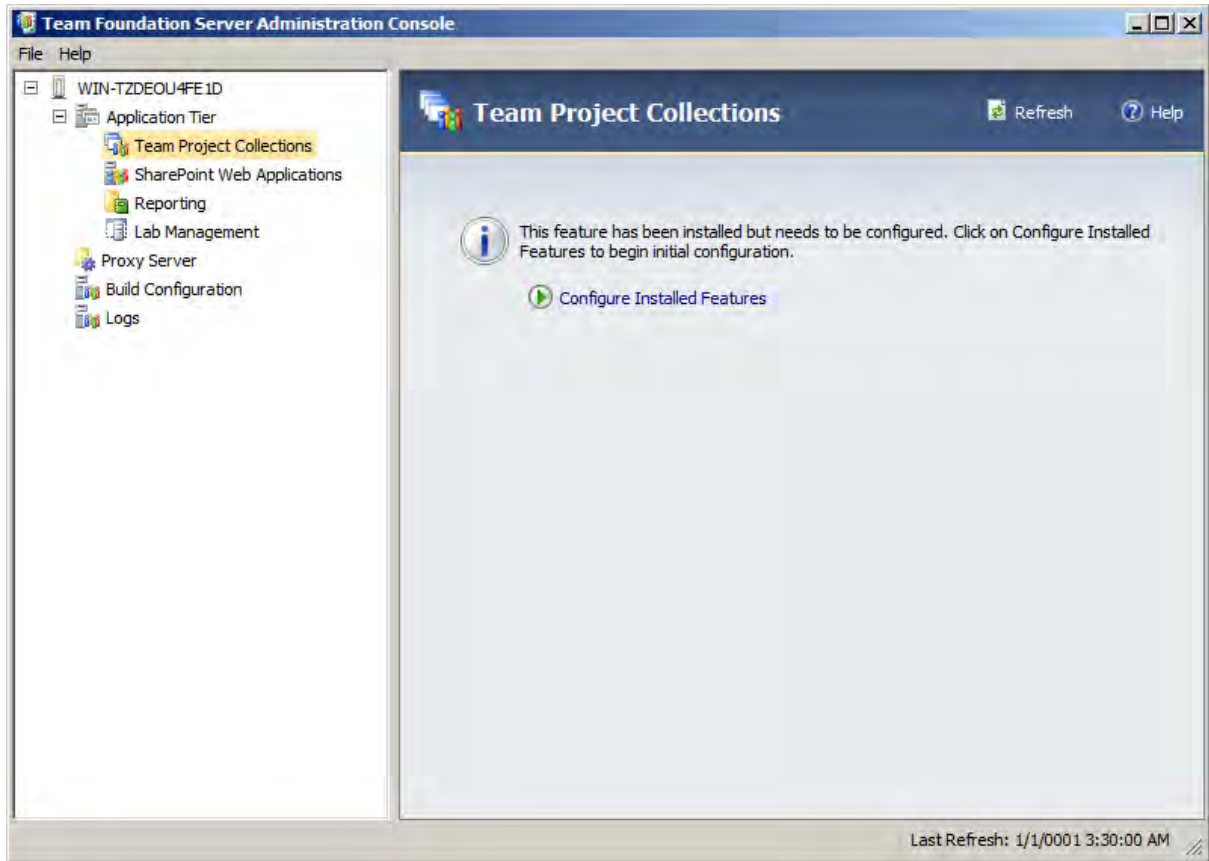 Team Foundation Server Administration Console
File Help
WIN-TZDEOU4FE1D
Application Tier
Team Project Collections
SharePoint Web Applications
Reporting
Lab Management
Proxy Server
Build Configuration
Logs
Team Project Collections
Refresh
Help
This feature has been installed but needs to be configured. Click on Configure Installed
Features to begin initial configuration.
Configure Installed Features
Last Refresh: 1/1/0001 3:30:00 AM